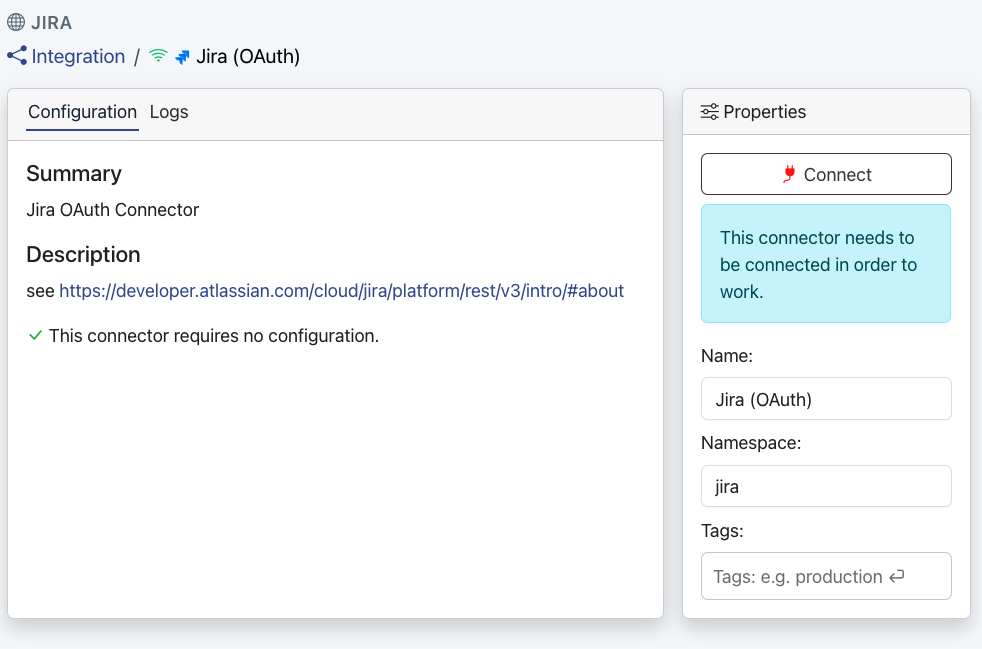 JIRA
Integration / Jira (OAuth)
Configuration Logs
Summary
Jira OAuth Connector
Description
see https://developer.atlassian.com/cloud/jira/platform/rest/v3/intro/#about
This connector requires no configuration.
Properties
Connect
This connector needs to
be connected in order to
work.
Name:
Jira (OAuth)
Namespace:
jira
Tags:
Tags: e.g. production ⏎